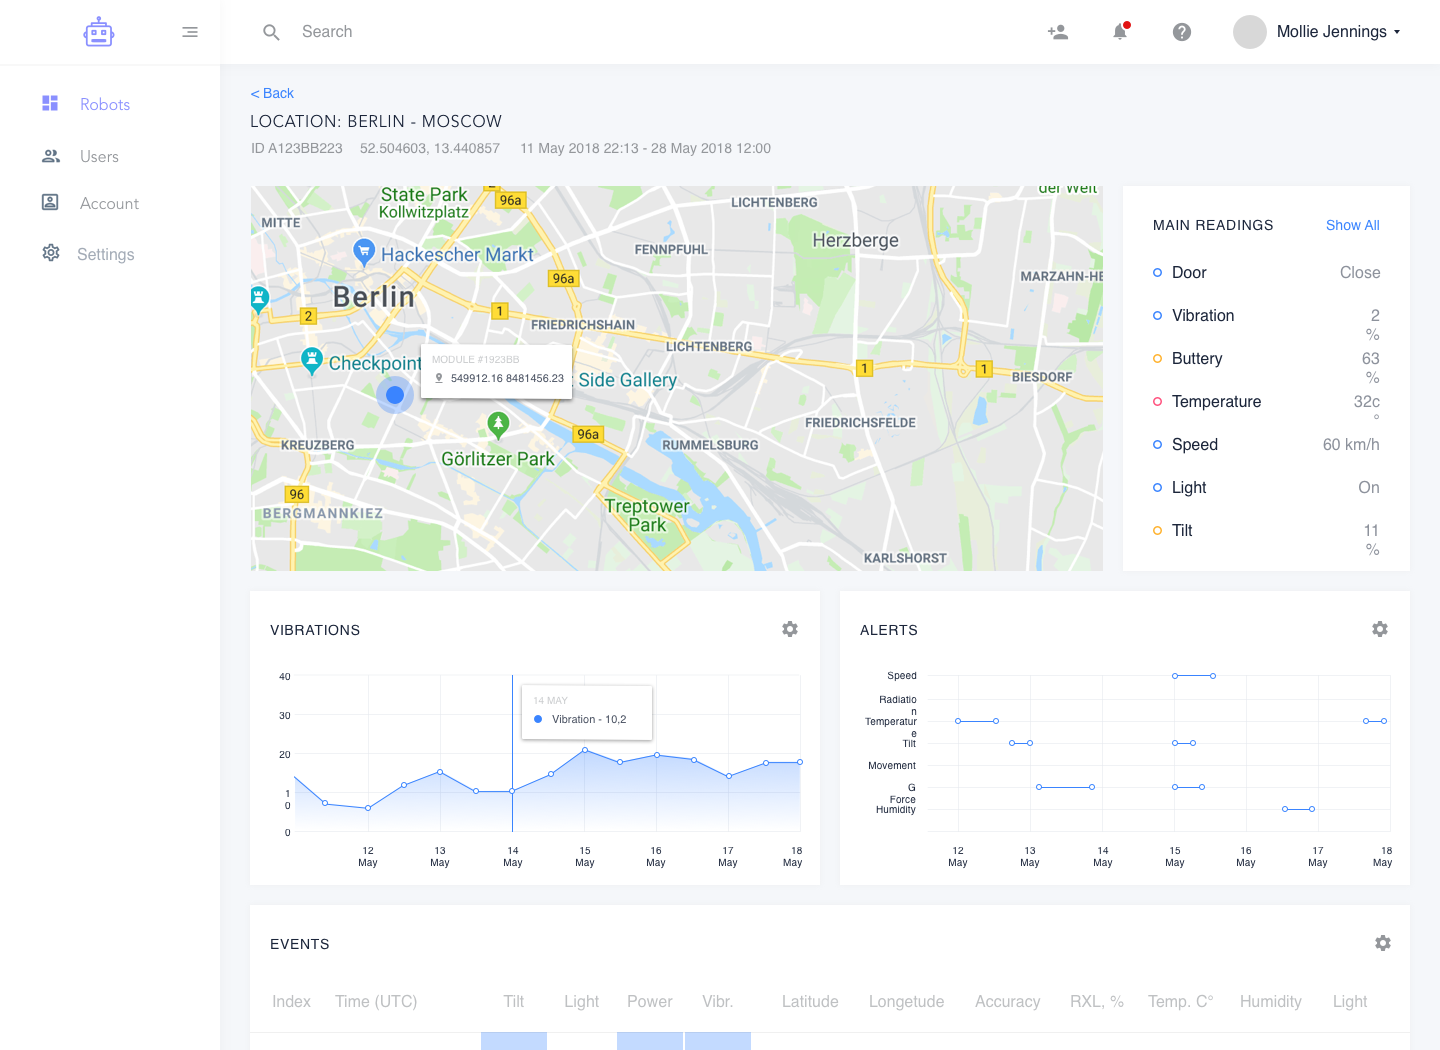 Search
Mollie Jennings
Robots
Users
Account
Settings
< Back
LOCATION: BERLIN - MOSCOW
ID A123BB223 52.504603, 13.440857 11 May 2018 22:13 - 28 May 2018 12:00
State Park
Kollwitzplatz
96a
MITTE
LICHTENBERG
der Welt
Hackescher Markt
FENNPFUHL
Herzberge
96a
MARZAHN-HE
Berlin
2
1
FRIEDRICHSHAIN
LICHTENBERG
Checkpoint
MODULE #1923BB
549912.16 8481456.23
Side Gallery
1
1
BIESDORF
96a
FRIEDRICHSFELDE
KREUZBERG
RUMMELSBURG
Görlitzer Park
96
BERGMANNKIEZ
Treptower
Park
KARLSHORST
MAIN READINGS Show All
Door Close
Vibration 2
%
Buttery 63
%
Temperature 32c
°
Speed 60 km/h
Light On
Tilt 11
%
VIBRATIONS
40
30
20
1
0
0
14 MAY
Vibration - 10,2
12 13 14 15 16 17 18
May May May May May May May
ALERTS
Speed
Radiatio
n
Temperatur
e
Tilt
Movement
G
Force
Humidity
12 13 14 15 16 17 18
May May May May May May May
EVENTS
Index Time (UTC) Tilt Light Power Vibr. Latitude Longetude Accuracy RXL, % Temp. C° Humidity Light